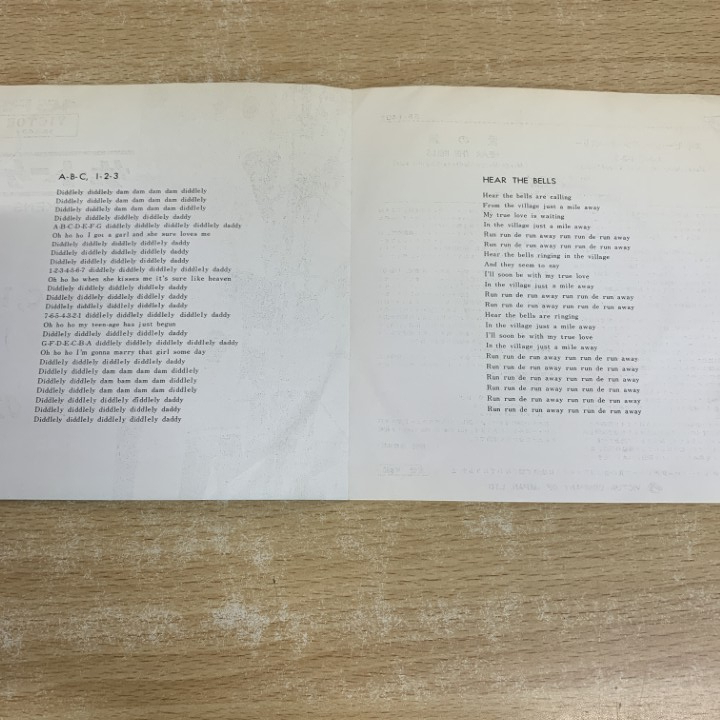 A-B-C, 1-2-3
Diddlely diddlely dam dam dam dam diddlely
Diddlely diddlely dam dam dam dam diddlely
Diddlely diddlely dam dam dam dam diddlely
Diddlely diddlely diddlely diddlely daddy
A-B-C-D-E-F-G diddlely diddlely diddlely diddlely daddy
Oh ho ho I got a girl and she sure loves me
Diddlely diddlely diddlely diddlely daddy
Diddlely diddlely diddlely diddlely daddy
Diddlely diddlely diddlely diddlely daddy
1-2-3-4-5-6-7 diddlely diddlely diddlely diddlely daddy
Oh ho ho when she kisses me it's sure like heaven
Diddlely diddlely diddlely diddlely daddy
Diddlely diddlely diddlely diddlely daddy
Diddlely diddlely diddlely diddlely daddy
7-6-5-4-3-2-1 diddlely diddlely diddlely diddlely daddy
Oh ho ho my teen-age has just begun
Diddlely diddlely diddlely diddlely daddy
G-F-D-E-C-B-A diddlely diddlely diddlely diddlely daddy
Oh ho ho I'm gonna marry that girl some day
Diddlely diddlely diddlely diddlely daddy
Diddlely diddlely dam dam dam dam diddlely
Diddlely diddlely dam bam dam dam diddlely
Diddlely diddlely dam dam dam dam diddlely
Diddlely diddlely diddlely diddlely daddy
Diddlely diddlely diddlely diddlely daddy
Diddlely diddlely diddlely diddlely daddy
HEAR THE BELLS
Hear the bells are calling
From the village just a mile away
My true love is waiting
In the village just a mile away
Run run de run away run run de run away
Run run de run away run run de run away
Hear the bells ringing in the village
And they seem to say
I'll soon be with my true love
In the village just a mile away
Run run de run away run run de run away
Run run de run away run run de run away
Hear the bells are ringing
In the village just a mile away
I'll soon be with my true love
In the village just a mile away
Run run de run away run run de run away
Run run de run away run run de run away
Run run de run away run run de run away
Run run de run away run run de run away
Run run de run away run run de run away
Run run de run away run run de run away